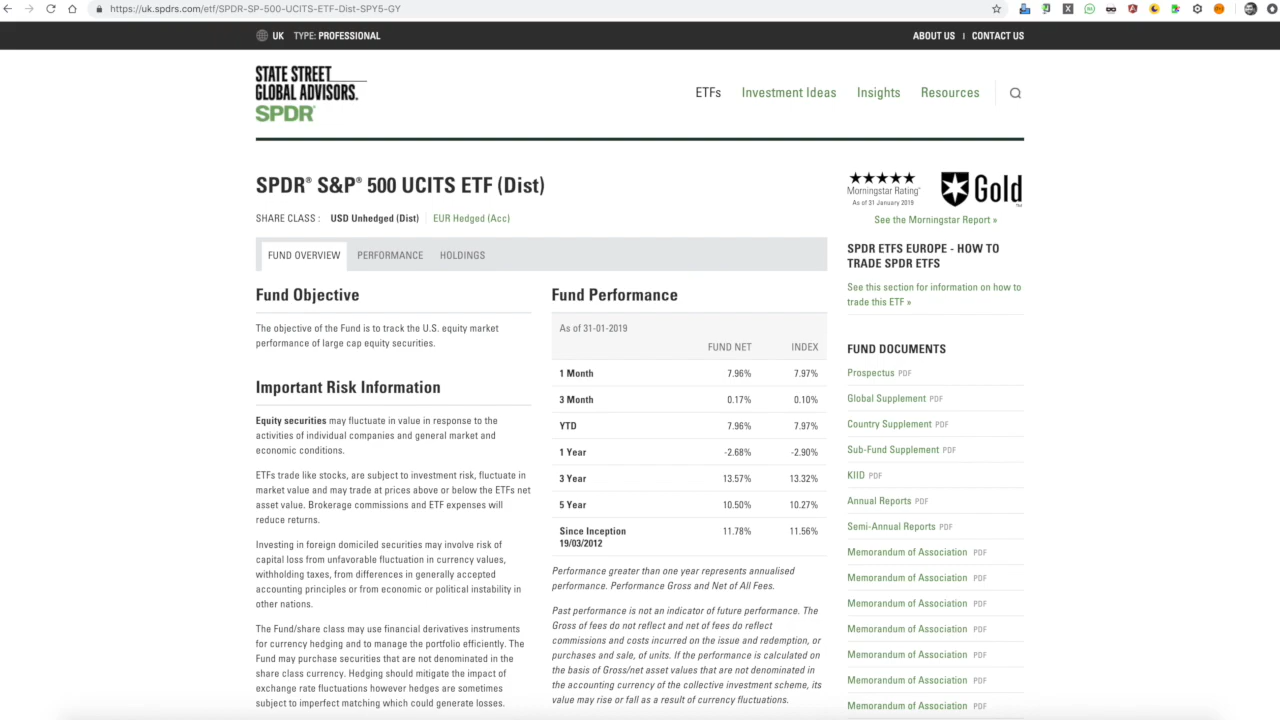 https://uk.spdrs.com/etf/SPDR-SP-500-UCITS-ETF-Dist-SPY5-GY
UK TYPE: PROFESSIONAL
ABOUT US | CONTACT US
STATE STREET
GLOBAL ADVISORS.
SPDR®
ETFs Investment Ideas Insights Resources
SPDR® S&P® 500 UCITS ETF (Dist)
SHARE CLASS : USD Unhedged (Dist) EUR Hedged (Acc)
FUND OVERVIEW PERFORMANCE HOLDINGS
Fund Objective
The objective of the Fund is to track the U.S. equity market
performance of large cap equity securities.
Important Risk Information
Equity securities may fluctuate in value in response to the
activities of individual companies and general market and
economic conditions.
ETFs trade like stocks, are subject to investment risk, fluctuate in
market value and may trade at prices above or below the ETFs net
asset value. Brokerage commissions and ETF expenses will
reduce returns.
Investing in foreign domiciled securities may involve risk of
capital loss from unfavorable fluctuation in currency values,
withholding taxes, from differences in generally accepted
accounting principles or from economic or political instability in
other nations.
The Fund/share class may use financial derivatives instruments
for currency hedging and to manage the portfolio efficiently. The
Fund may purchase securities that are not denominated in the
share class currency. Hedging should mitigate the impact of
exchange rate fluctuations however hedges are sometimes
subject to imperfect matching which could generate losses.
Fund Performance
As of 31-01-2019
FUND NET INDEX
1 Month 7.96% 7.97%
3 Month 0.17% 0.10%
YTD 7.96% 7.97%
1 Year -2.68% -2.90%
3 Year 13.57% 13.32%
5 Year 10.50% 10.27%
Since Inception 11.78% 11.56%
19/03/2012
Performance greater than one year represents annualised
performance. Performance Gross and Net of All Fees.
Past performance is not an indicator of future performance. The
Gross of fees do not reflect and net of fees do reflect
commissions and costs incurred on the issue and redemption, or
purchases and sale, of units. If the performance is calculated on
the basis of Gross/net asset values that are not denominated in
the accounting currency of the collective investment scheme, its
value may rise or fall as a result of currency fluctuations.
Morningstar Rating™
As of 31 January 2019
Gold
See the Morningstar Report »
SPDR ETFS EUROPE - HOW TO
TRADE SPDR ETFS
See this section for information on how to
trade this ETF »
FUND DOCUMENTS
Prospectus PDF
Global Supplement PDF
Country Supplement PDF
Sub-Fund Supplement PDF
KIID PDF
Annual Reports PDF
Semi-Annual Reports PDF
Memorandum of Association PDF
Memorandum of Association PDF
Memorandum of Association PDF
Memorandum of Association PDF
Memorandum of Association PDF
Memorandum of Association PDF
Memorandum of Association PDF